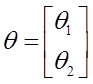 θ = [θ₁
θ₂]